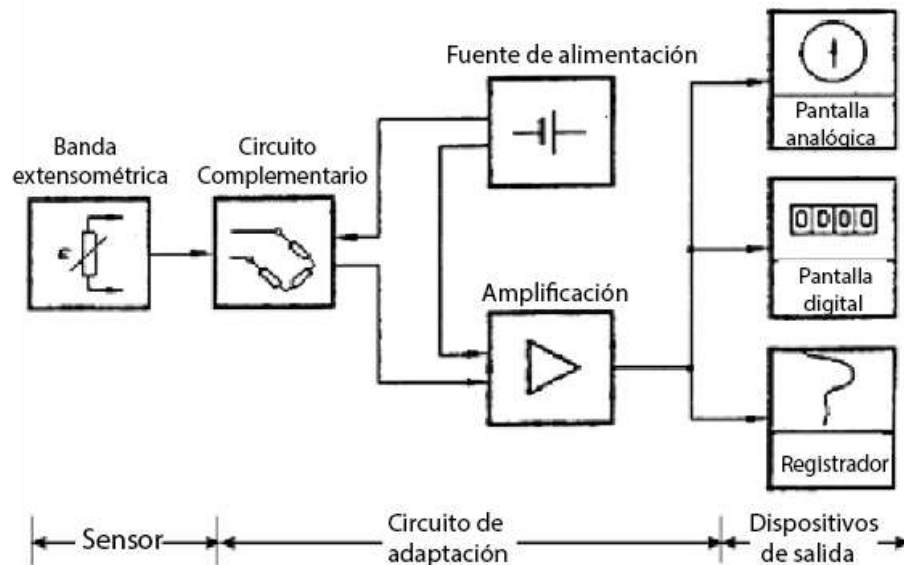 Fuente de alimentación
Pantalla
analógica
Banda
extensométrica
Circuito
Complementario
0000
Pantalla
digital
Amplificación
Registrador
Sensor
Circuito de
adaptación
Dispositivos
de salida